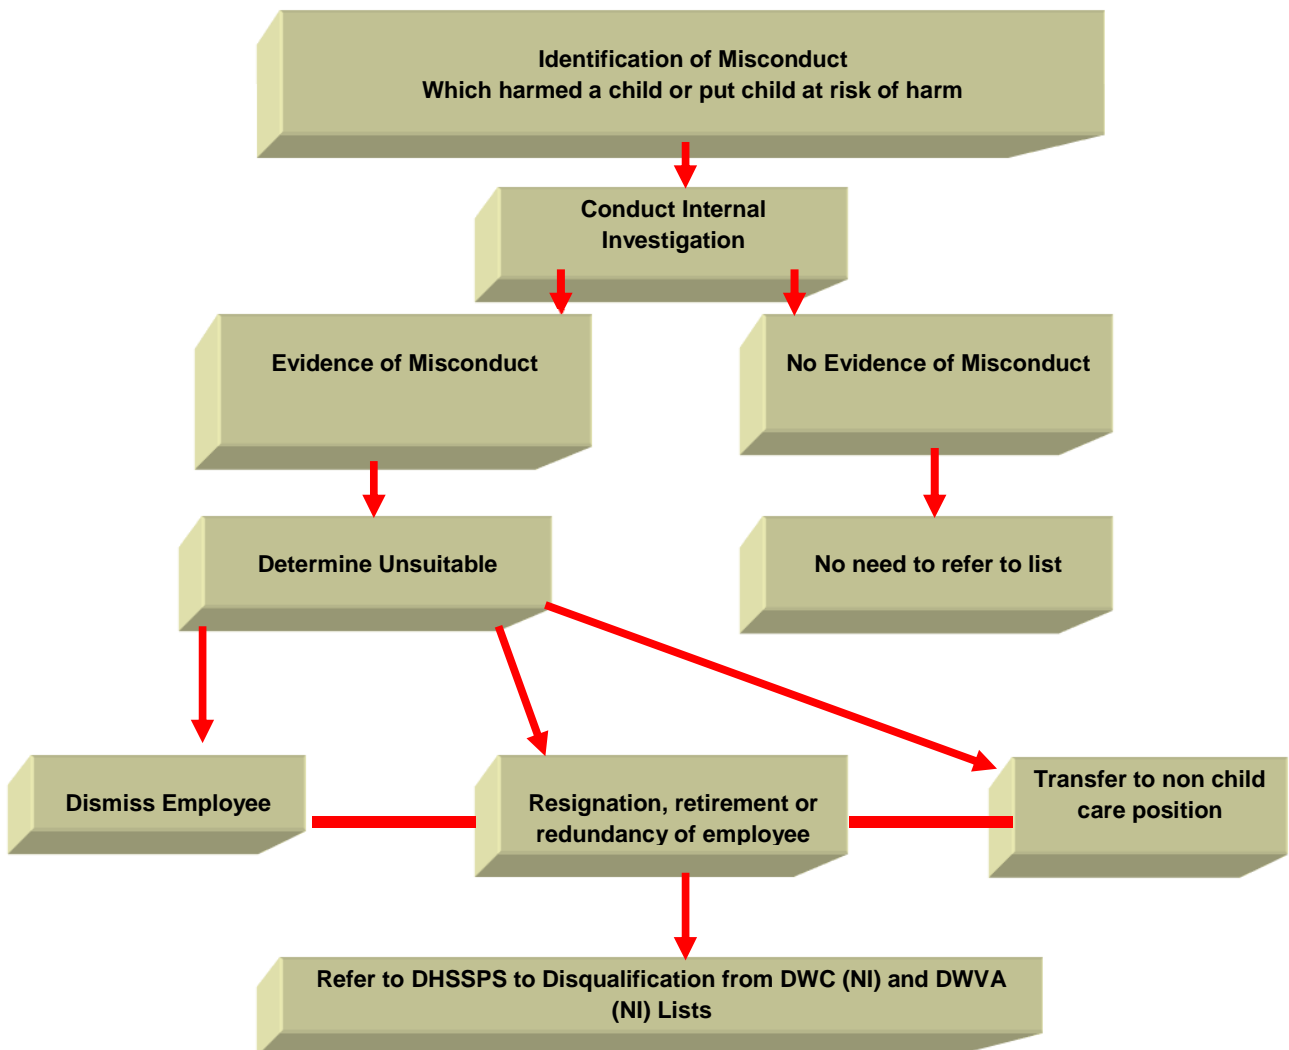 Identification of Misconduct
Which harmed a child or put child at risk of harm
Conduct Internal
Investigation
Evidence of Misconduct
No Evidence of Misconduct
Determine Unsuitable
No need to refer to list
Dismiss Employee
Resignation, retirement or
redundancy of employee
Transfer to non child
care position
Refer to DHSSPS to Disqualification from DWC (NI) and DWVA
(NI) Lists